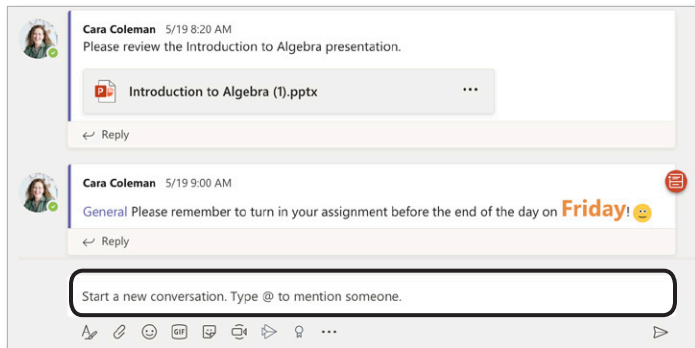 Cara Coleman 5/19 8:20 AM
Please review the Introduction to Algebra presentation.
Introduction to Algebra (1).pptx
Reply
Cara Coleman 5/19 9:00 AM
General Please remember to turn in your assignment before the end of the day on Friday! 🙂
Reply
Start a new conversation. Type @ to mention someone.
GIF